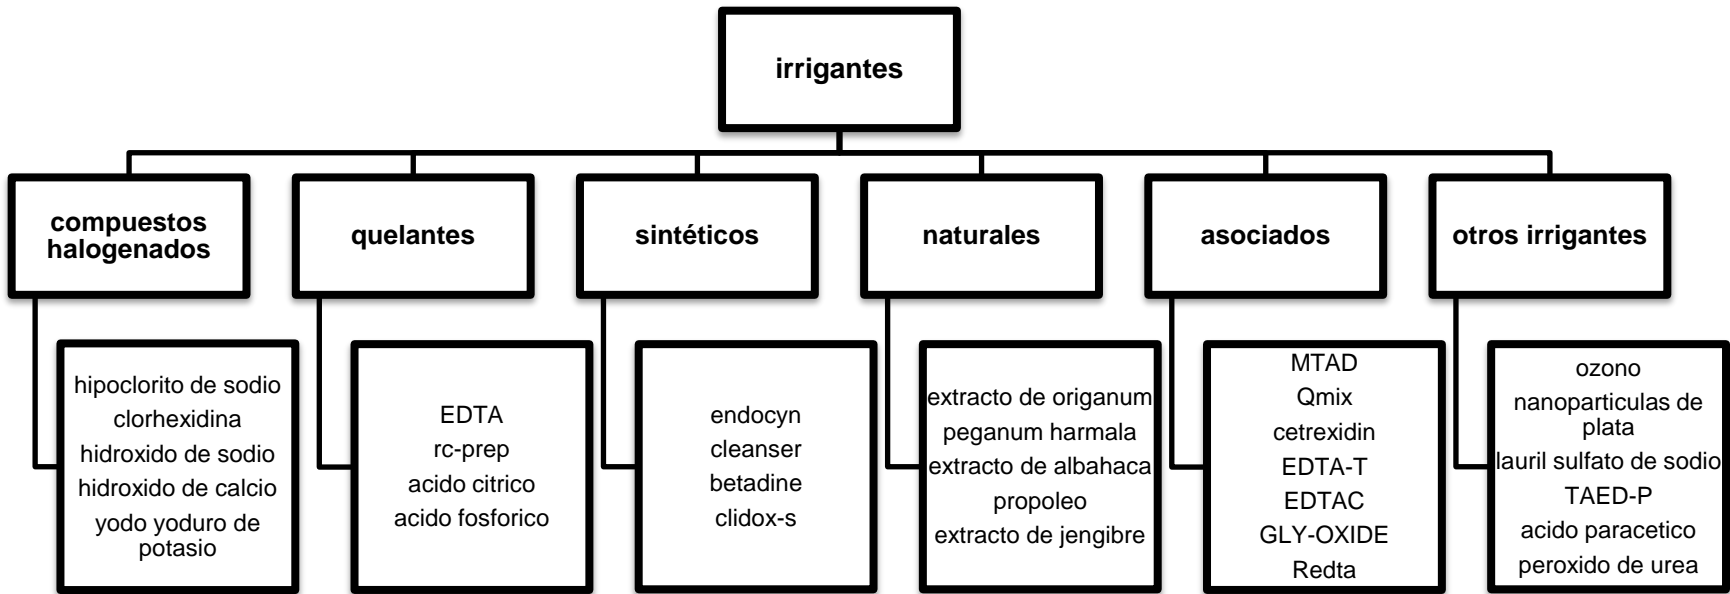 irrigantes
compuestos
halogenados
quelantes
sintéticos
naturales
asociados
otros irrigantes
hipoclorito de sodio
clorhexidina
hidroxido de sodio
hidroxido de calcio
yodo yoduro de
potasio
EDTA
rc-prep
acido citrico
acido fosforico
endocyn
cleanser
betadine
clidox-s
extracto de origanum
peganum harmala
extracto de albahaca
propoleo
extracto de jengibre
MTAD
Qmix
cetrexidin
EDTA-T
EDTAC
GLY-OXIDE
Redta
ozono
nanoparticulas de
plata
lauril sulfato de sodio
TAED-P
acido paracetico
peroxido de urea